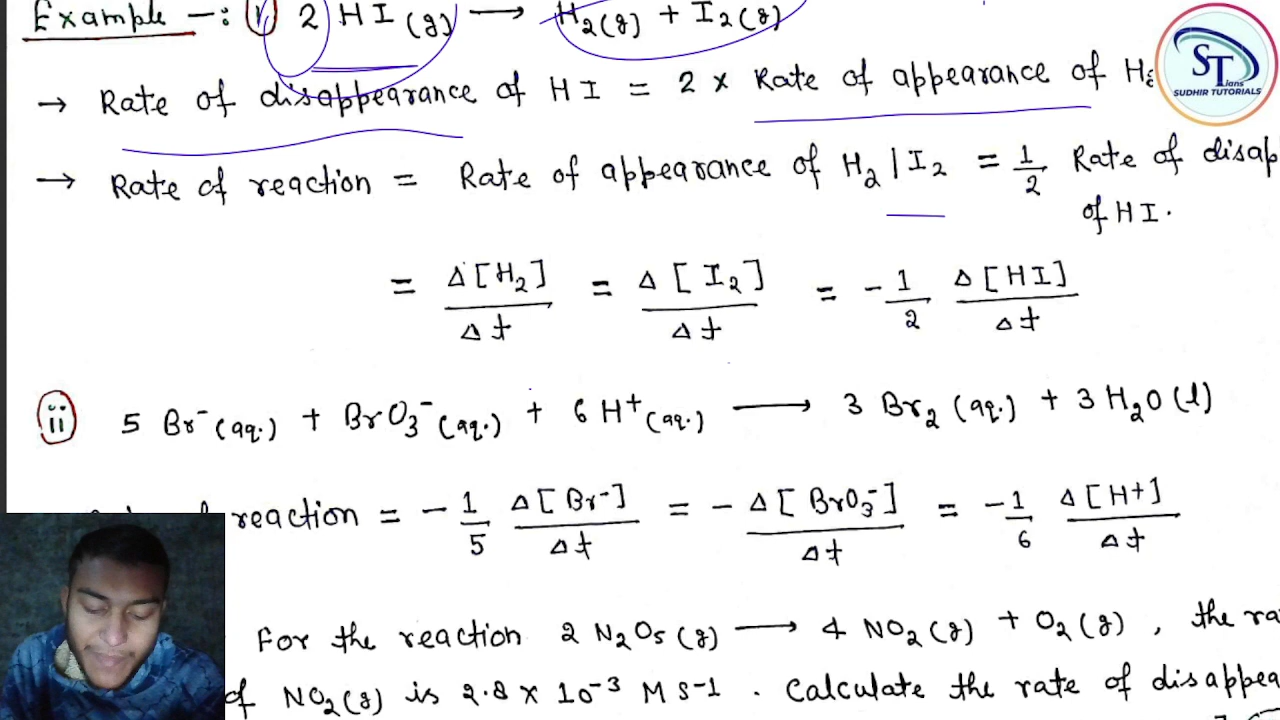 Example -: (i) 2 HI (g) ⟶ H₂(g) + I₂(g)
ST
lans
SUDHIR TUTORIALS
→ Rate of disappearance of HI = 2 × Rate of appearance of
→ Rate of reaction = Rate of appearance of H₂ | I₂ = 1/2 Rate of
of HI.
= Δ[H₂]/Δt = Δ[I₂]/Δt = -1/2 Δ[HI]/Δt
(ii) 5 Br⁻(aq.) + BrO₃⁻(aq.) + 6 H⁺(aq.) ⟶ 3 Br₂ (aq.) + 3 H₂O (l)
reaction = -1/5 Δ[Br⁻]/Δt = - Δ[BrO₃⁻]/Δt = -1/6 Δ[H+]/Δt
For the reaction 2 N₂O₅(g) ⟶ 4 NO₂(g) + O₂(g) , the
of NO₂(g) is 2.8 × 10⁻³ M S⁻¹ . Calculate the rate of